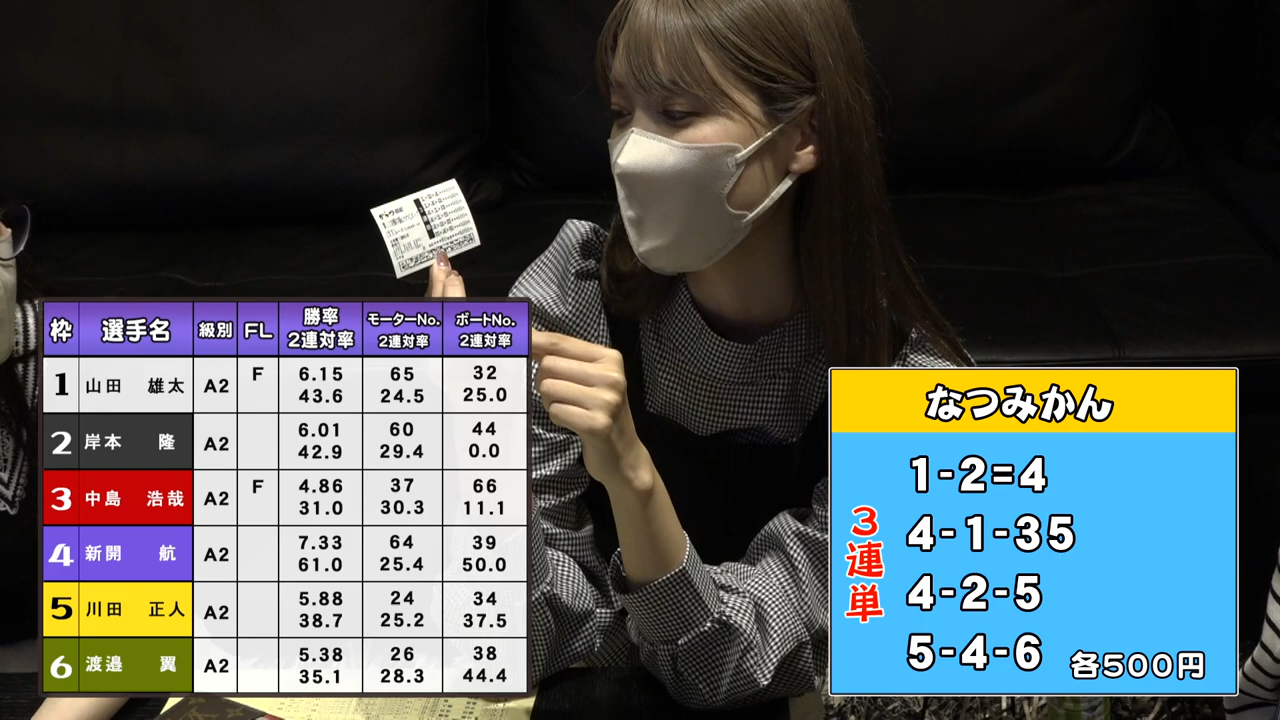 枠 選手名 級別 FL 勝率 2連対率 モーターNo. 2連対率 ボートNo. 2連対率
1 山田 雄太 A2 F 6.15 43.6 65 24.5 32 25.0
2 岸本 隆 A2 6.01 42.9 60 29.4 44 0.0
3 中島 浩哉 A2 F 4.86 31.0 37 30.3 66 11.1
4 新開 航 A2 7.33 61.0 64 25.4 39 50.0
5 川田 正人 A2 5.88 38.7 24 25.2 34 37.5
6 渡邉 翼 A2 5.38 35.1 26 28.3 38 44.4
なつみかん
3連単
1-2=4
4-1-35
4-2-5
5-4-6
各500円